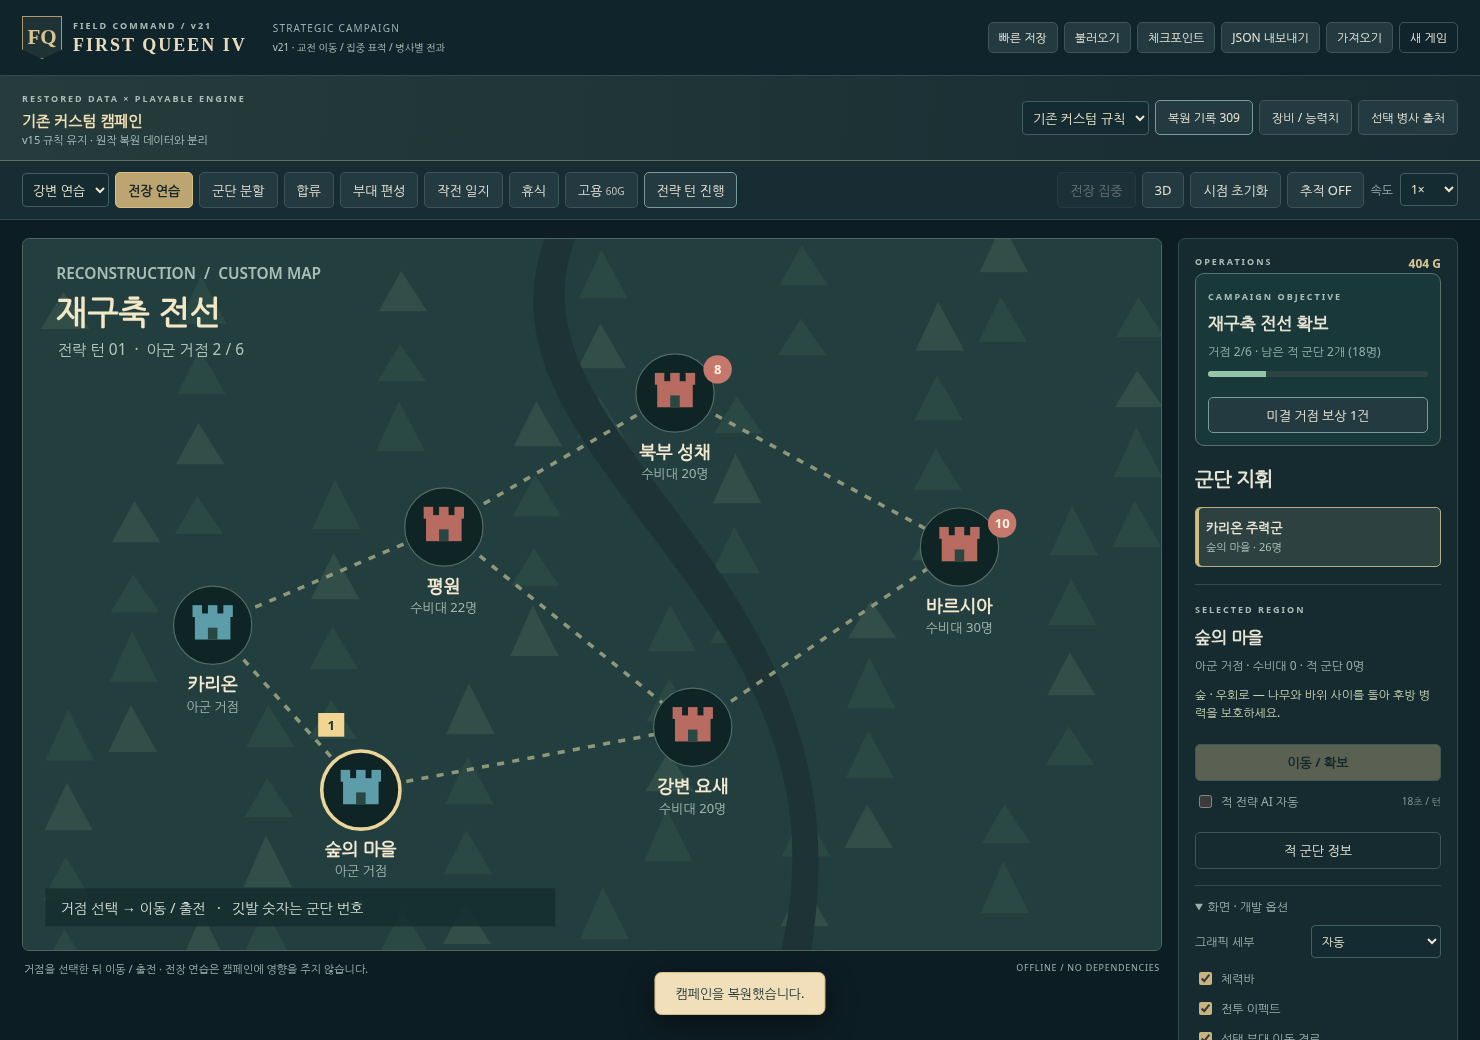 FQ
FIELD COMMAND / v21
FIRST QUEEN IV
STRATEGIC CAMPAIGN
v21 · 교전 이동 / 집중 표적 / 병사별 전과
빠른 저장
불러오기
체크포인트
JSON 내보내기
가져오기
새 게임
RESTORED DATA × PLAYABLE ENGINE
기존 커스텀 캠페인
v15 규칙 유지 · 원작 복원 데이터와 분리
기존 커스텀 규칙
복원 기록 309
장비 / 능력치
선택 병사 출처
강변 연습
전장 연습
군단 분할
합류
부대 편성
작전 일지
휴식
고용 60G
전략 턴 진행
전장 집중
3D
시점 초기화
추적 OFF
속도
1×
RECONSTRUCTION / CUSTOM MAP
재구축 전선
전략 턴 01 · 아군 거점 2 / 6
8
북부 성채
수비대 20명
평원
수비대 22명
10
바르시아
수비대 30명
카리온
아군 거점
1
강변 요새
수비대 20명
숲의 마을
아군 거점
거점 선택 → 이동 / 출전 · 깃발 숫자는 군단 번호
거점을 선택한 뒤 이동 / 출전 · 전장 연습은 캠페인에 영향을 주지 않습니다.
OFFLINE / NO DEPENDENCIES
캠페인을 복원했습니다.
OPERATIONS
404 G
CAMPAIGN OBJECTIVE
재구축 전선 확보
거점 2/6 · 남은 적 군단 2개 (18명)
미결 거점 보상 1건
군단 지휘
카리온 주력군
숲의 마을 · 26명
SELECTED REGION
숲의 마을
아군 거점 · 수비대 0 · 적 군단 0명
숲 · 우회로 — 나무와 바위 사이를 돌아 후방 병
력을 보호하세요.
이동 / 확보
적 전략 AI 자동
18초 / 턴
적 군단 정보
▼ 화면 · 개발 옵션
그래픽 세부
자동
체력바
전투 이펙트
선택 부대 이동 경로